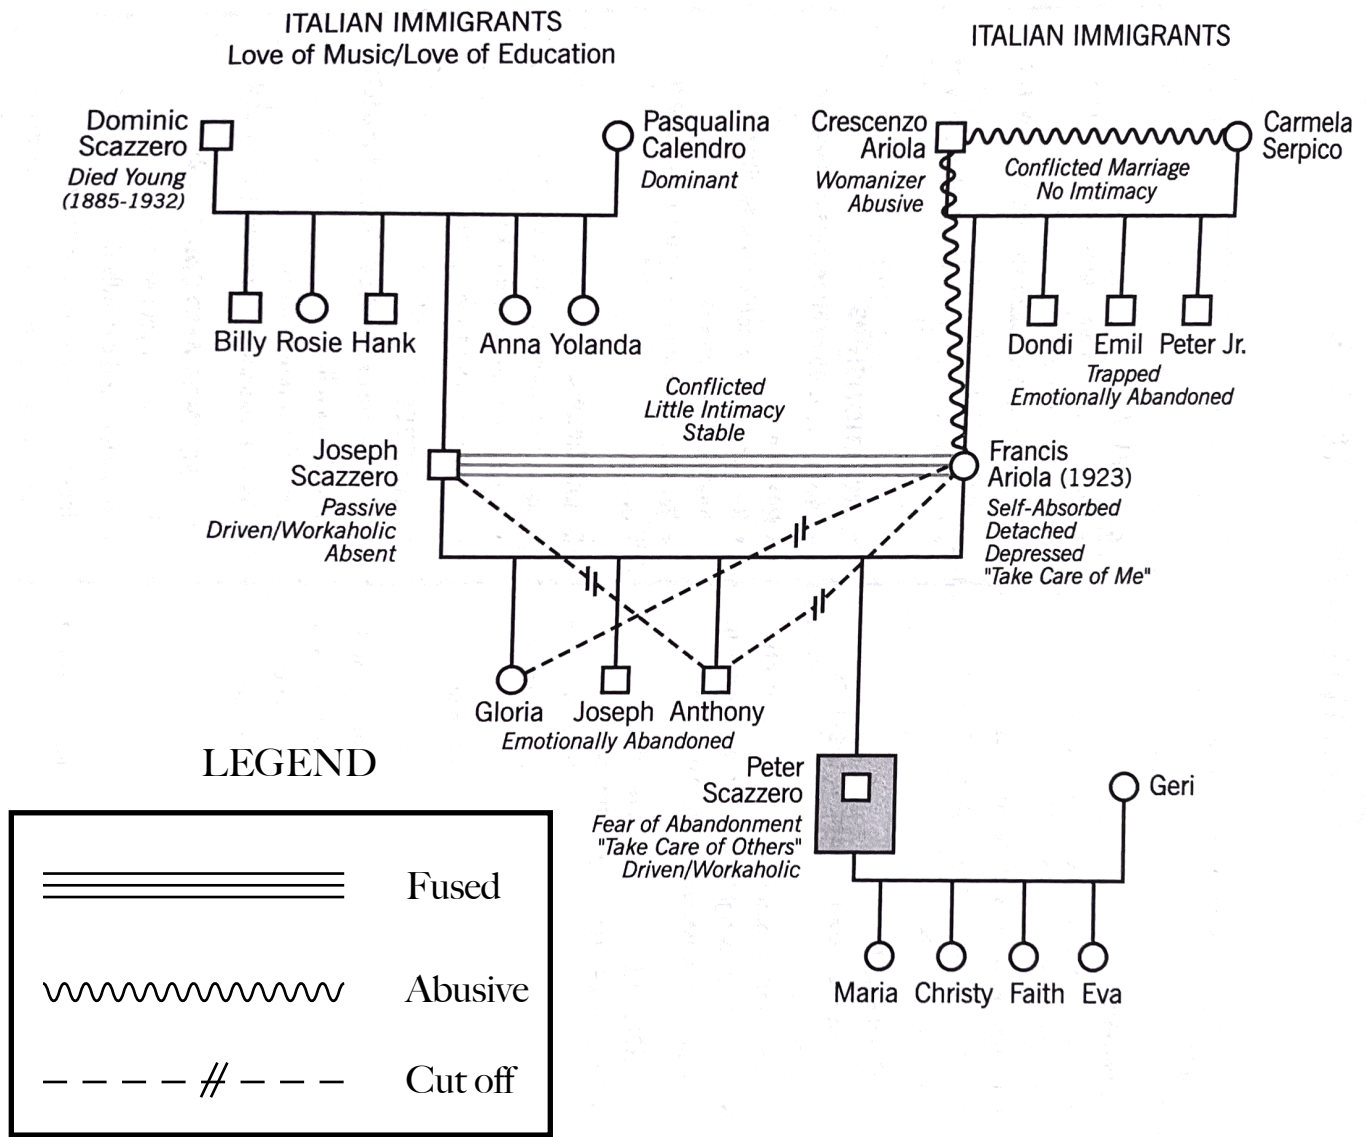 ITALIAN IMMIGRANTS
Love of Music/Love of Education
ITALIAN IMMIGRANTS
Dominic
Scazzero
Died Young
(1885-1932)
Pasqualina
Calendro
Dominant
Crescenzo
Ariola
Womanizer
Abusive
Conflicted Marriage
No Imtimacy
Carmela
Serpico
Billy Rosie Hank
Anna Yolanda
Dondi Emil Peter Jr.
Trapped
Emotionally Abandoned
Conflicted
Little Intimacy
Stable
Joseph
Scazzero
Passive
Driven/Workaholic
Absent
Francis
Ariola (1923)
Self-Absorbed
Detached
Depressed
"Take Care of Me"
Gloria Joseph Anthony
Emotionally Abandoned
Peter
Scazzero
Fear of Abandonment
"Take Care of Others"
Driven/Workaholic
Geri
Maria Christy Faith Eva
LEGEND
Fused
Abusive
Cut off